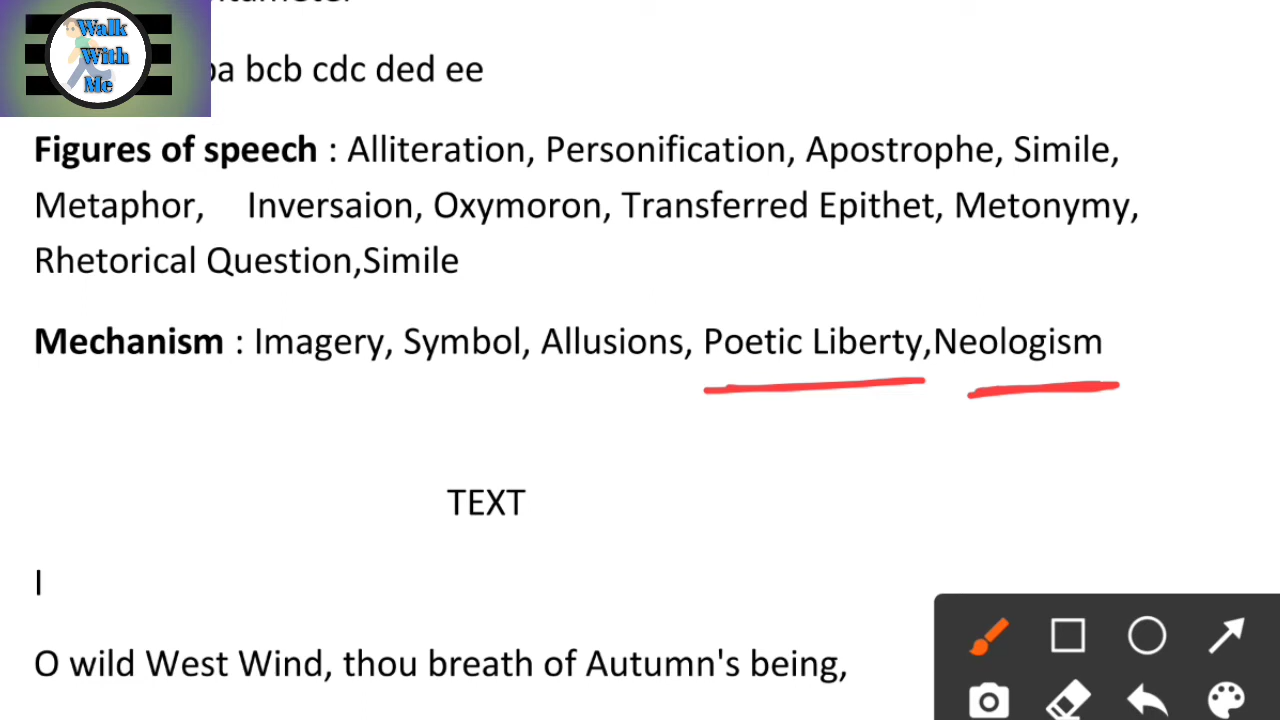 Walk
With
Me
bcb cdc ded ee
Figures of speech : Alliteration, Personification, Apostrophe, Simile,
Metaphor, Inversaion, Oxymoron, Transferred Epithet, Metonymy,
Rhetorical Question,Simile
Mechanism : Imagery, Symbol, Allusions, Poetic Liberty,Neologism
TEXT
I
O wild West Wind, thou breath of Autumn's being,